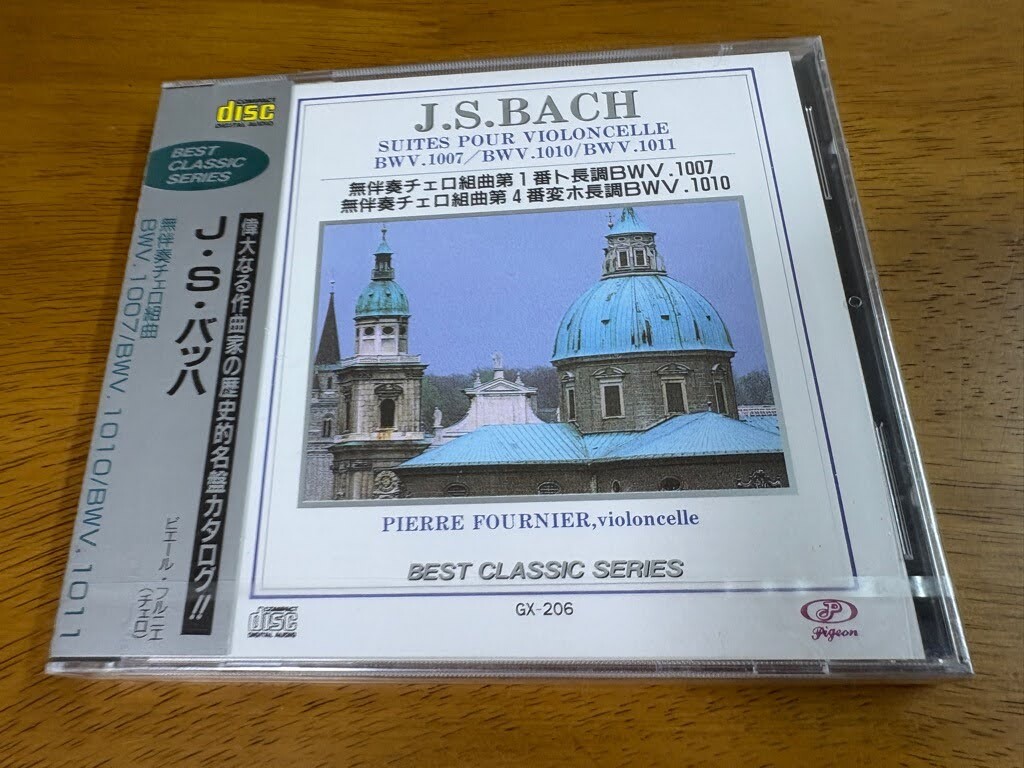 COMPACT
disc
DIGITAL AUDIO
BEST
CLASSIC
SERIES
偉大なる作曲家の歴史的名盤カタログ!!
J・S・バッハ
無伴奏チェロ組曲
BWV.1007/BWV.1010/BWV.1011
ピエール・フルニエ
(チェロ)
J.S.BACH
SUITES POUR VIOLONCELLE
BWV.1007/BWV.1010/BWV.1011
無伴奏チェロ組曲第1番ト長調BWV.1007
無伴奏チェロ組曲第4番変ホ長調BWV.1010
PIERRE FOURNIER,violoncelle
BEST CLASSIC SERIES
COMPACT
disc
DIGITAL AUDIO
GX-206
P
Pigeon